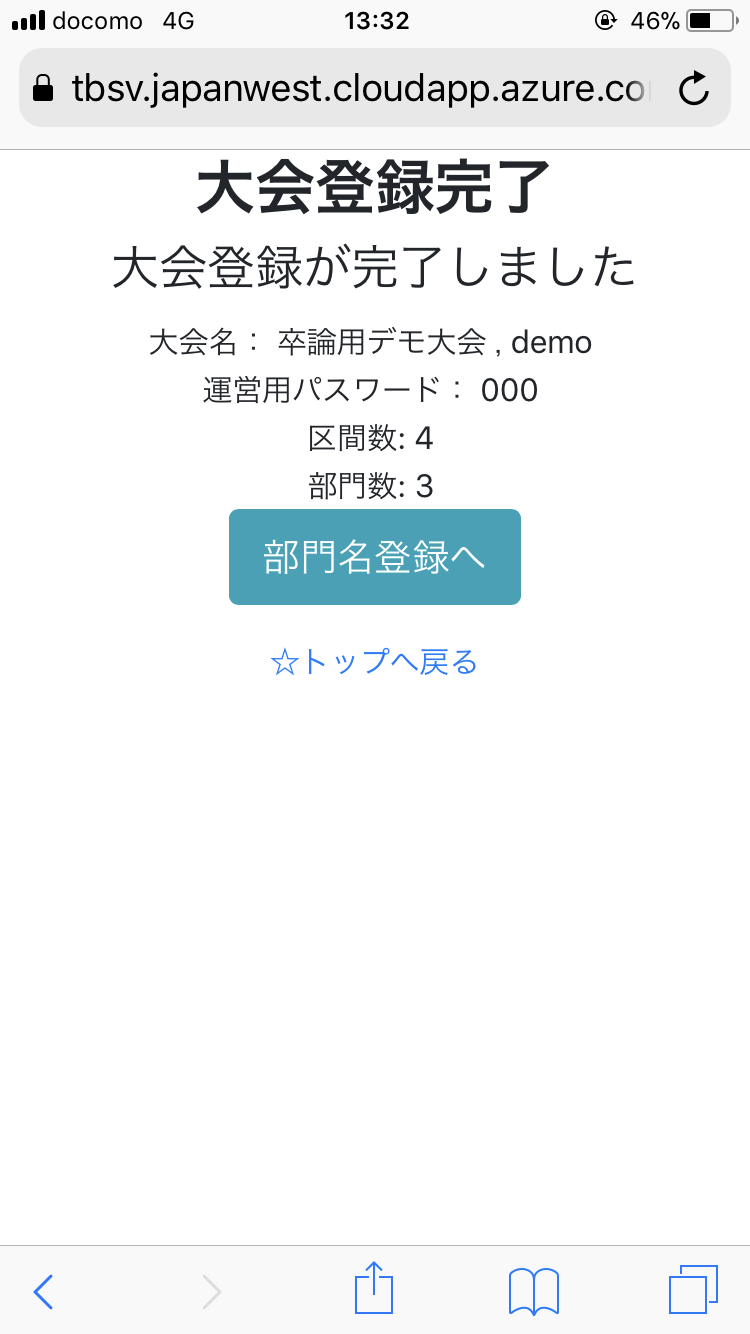 docomo 4G 13:32 46%
tbsv.japanwest.cloudapp.azure.co
大会登録完了
大会登録が完了しました
大会名： 卒論用デモ大会 , demo
運営用パスワード： 000
区間数: 4
部門数: 3
部門名登録へ
☆トップへ戻る